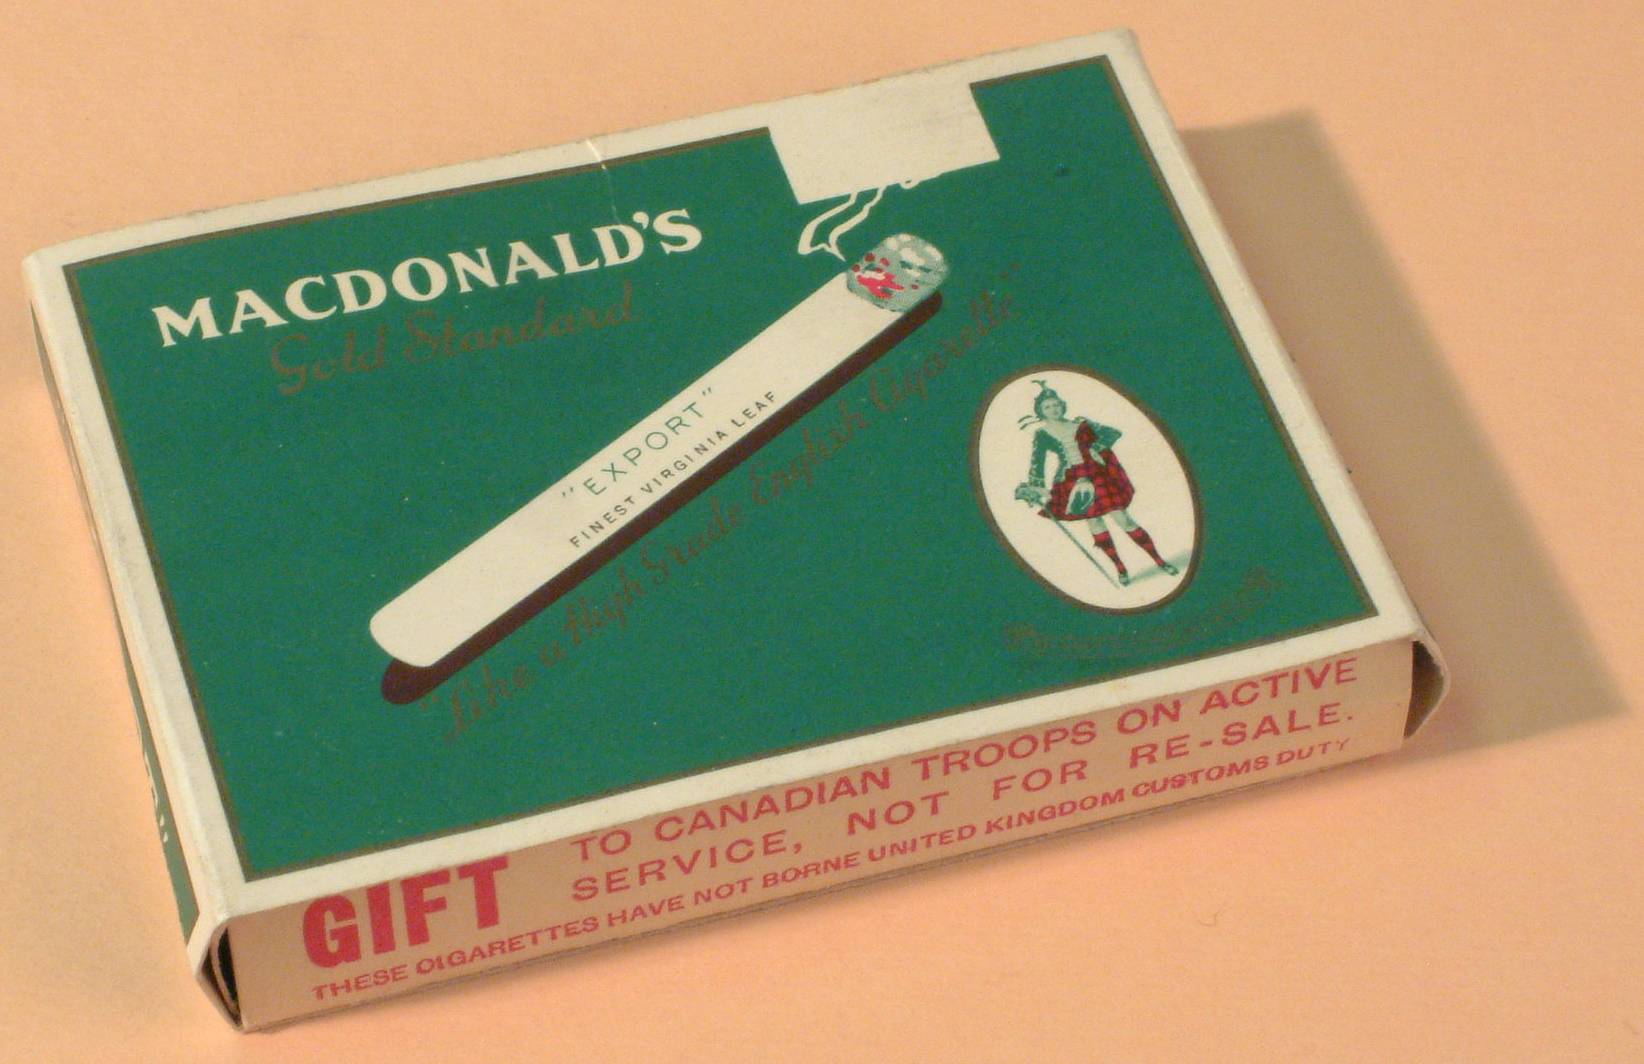 MACDONALD'S
Gold Standard
"EXPORT"
FINEST VIRGINIA LEAF
"Like a High Grade English Cigarette"
GIFT TO CANADIAN TROOPS ON ACTIVE
SERVICE, NOT FOR RE-SALE.
THESE CIGARETTES HAVE NOT BORNE UNITED KINGDOM CUSTOMS DUTY